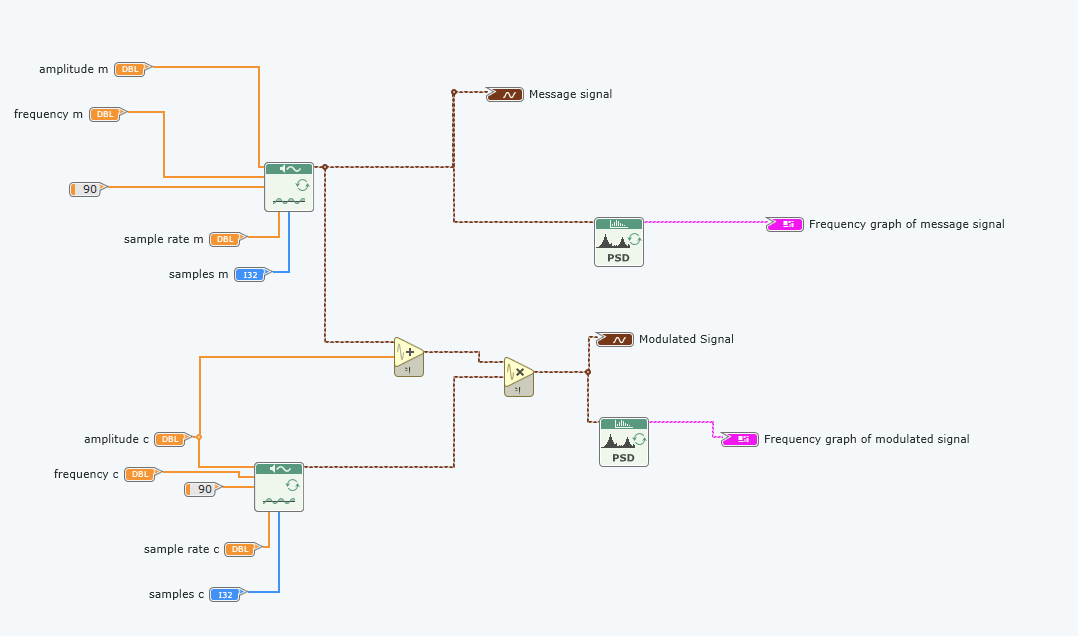 amplitude m DBL
Message signal
frequency m DBL
90
sample rate m DBL
Frequency graph of message signal
PSD
samples m I32
+
Modulated Signal
×
amplitude c DBL
Frequency graph of modulated signal
PSD
frequency c DBL
90
sample rate c DBL
samples c I32